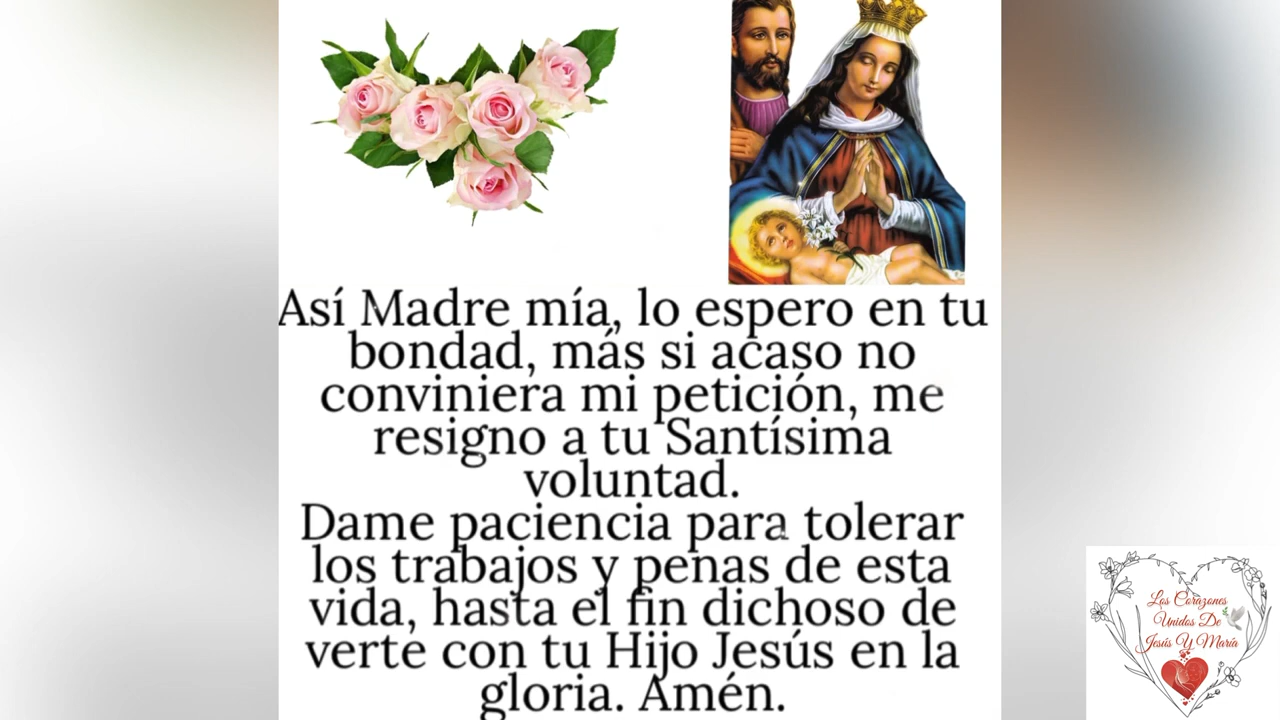 Así Madre mía, lo espero en tu
bondad, más si acaso no
conviniera mi petición, me
resigno a tu Santísima
voluntad.
Dame paciencia para tolerar
los trabajos y penas de esta
vida, hasta el fin dichoso de
verte con tu Hijo Jesús en la
gloria. Amén.
Los Corazones
Unidos De
Jesús Y María